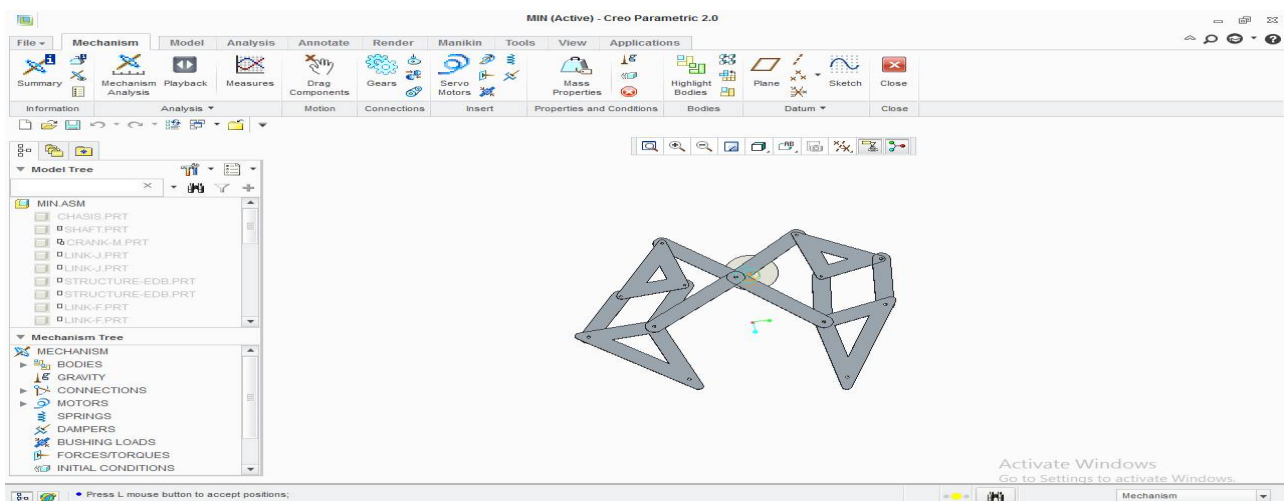 MIN (Active) - Creo Parametric 2.0
File Mechanism Model Analysis Annotate Render Manikin Tools View Applications
Summary Mechanism Analysis Playback Measures Drag Components Gears Servo Motors Mass Properties Highlight Bodies Plane Sketch Close
Information Analysis Motion Connections Insert Properties and Conditions Bodies Datum Close
Model Tree
MIN.ASM
CHASIS.PRT
SHAFT.PRT
CRANK-M.PRT
LINK-J.PRT
LINK-J.PRT
STRUCTURE-EDB.PRT
STRUCTURE-EDB.PRT
LINK-F.PRT
LINK-F.PRT
Mechanism Tree
MECHANISM
BODIES
GRAVITY
CONNECTIONS
MOTORS
SPRINGS
DAMPERS
BUSHING LOADS
FORCES/TORQUES
INITIAL CONDITIONS
Activate Windows
Go to Settings to activate Windows.
Press L mouse button to accept positions;
Mechanism